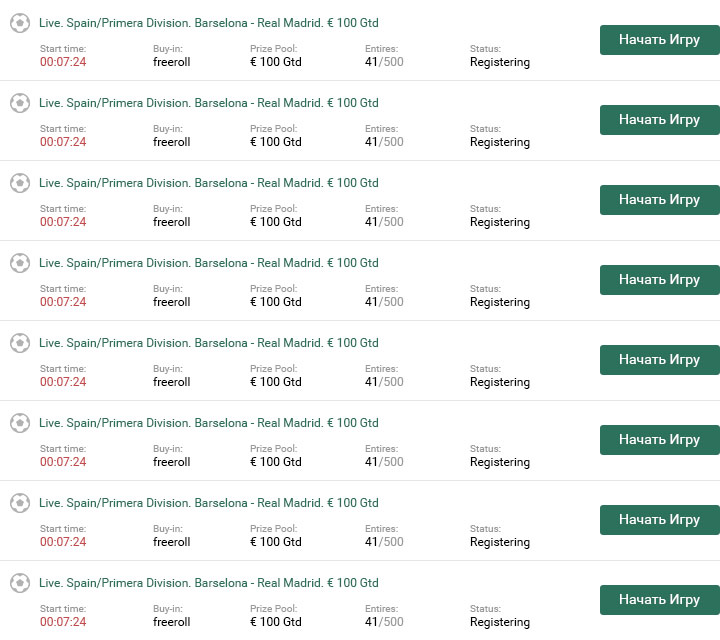 Live. Spain/Primera Division. Barselona - Real Madrid. € 100 Gtd
Start time: Buy-in: Prize Pool: Entires: Status:
00:07:24 freeroll € 100 Gtd 41/500 Registering
Начать Игру
Live. Spain/Primera Division. Barselona - Real Madrid. € 100 Gtd
Start time: Buy-in: Prize Pool: Entires: Status:
00:07:24 freeroll € 100 Gtd 41/500 Registering
Начать Игру
Live. Spain/Primera Division. Barselona - Real Madrid. € 100 Gtd
Start time: Buy-in: Prize Pool: Entires: Status:
00:07:24 freeroll € 100 Gtd 41/500 Registering
Начать Игру
Live. Spain/Primera Division. Barselona - Real Madrid. € 100 Gtd
Start time: Buy-in: Prize Pool: Entires: Status:
00:07:24 freeroll € 100 Gtd 41/500 Registering
Начать Игру
Live. Spain/Primera Division. Barselona - Real Madrid. € 100 Gtd
Start time: Buy-in: Prize Pool: Entires: Status:
00:07:24 freeroll € 100 Gtd 41/500 Registering
Начать Игру
Live. Spain/Primera Division. Barselona - Real Madrid. € 100 Gtd
Start time: Buy-in: Prize Pool: Entires: Status:
00:07:24 freeroll € 100 Gtd 41/500 Registering
Начать Игру
Live. Spain/Primera Division. Barselona - Real Madrid. € 100 Gtd
Start time: Buy-in: Prize Pool: Entires: Status:
00:07:24 freeroll € 100 Gtd 41/500 Registering
Начать Игру
Live. Spain/Primera Division. Barselona - Real Madrid. € 100 Gtd
Start time: Buy-in: Prize Pool: Entires: Status:
00:07:24 freeroll € 100 Gtd 41/500 Registering
Начать Игру